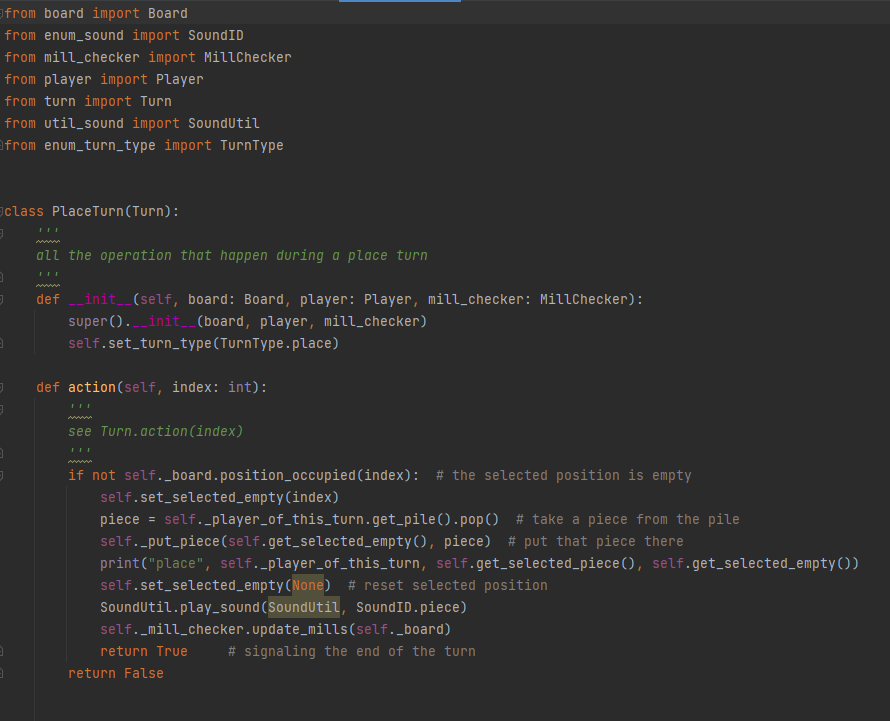 from board import Board
from enum_sound import SoundID
from mill_checker import MillChecker
from player import Player
from turn import Turn
from util_sound import SoundUtil
from enum_turn_type import TurnType
class PlaceTurn(Turn):
    '''
    all the operation that happen during a place turn
    '''
    def __init__(self, board: Board, player: Player, mill_checker: MillChecker):
        super().__init__(board, player, mill_checker)
        self.set_turn_type(TurnType.place)
    def action(self, index: int):
        '''
        see Turn.action(index)
        '''
        if not self._board.position_occupied(index):  # the selected position is empty
            self.set_selected_empty(index)
            piece = self._player_of_this_turn.get_pile().pop()  # take a piece from the pile
            self._put_piece(self.get_selected_empty(), piece)  # put that piece there
            print("place", self._player_of_this_turn, self.get_selected_piece(), self.get_selected_empty())
            self.set_selected_empty(None)  # reset selected position
            SoundUtil.play_sound(SoundUtil, SoundID.piece)
            self._mill_checker.update_mills(self._board)
            return True     # signaling the end of the turn
        return False